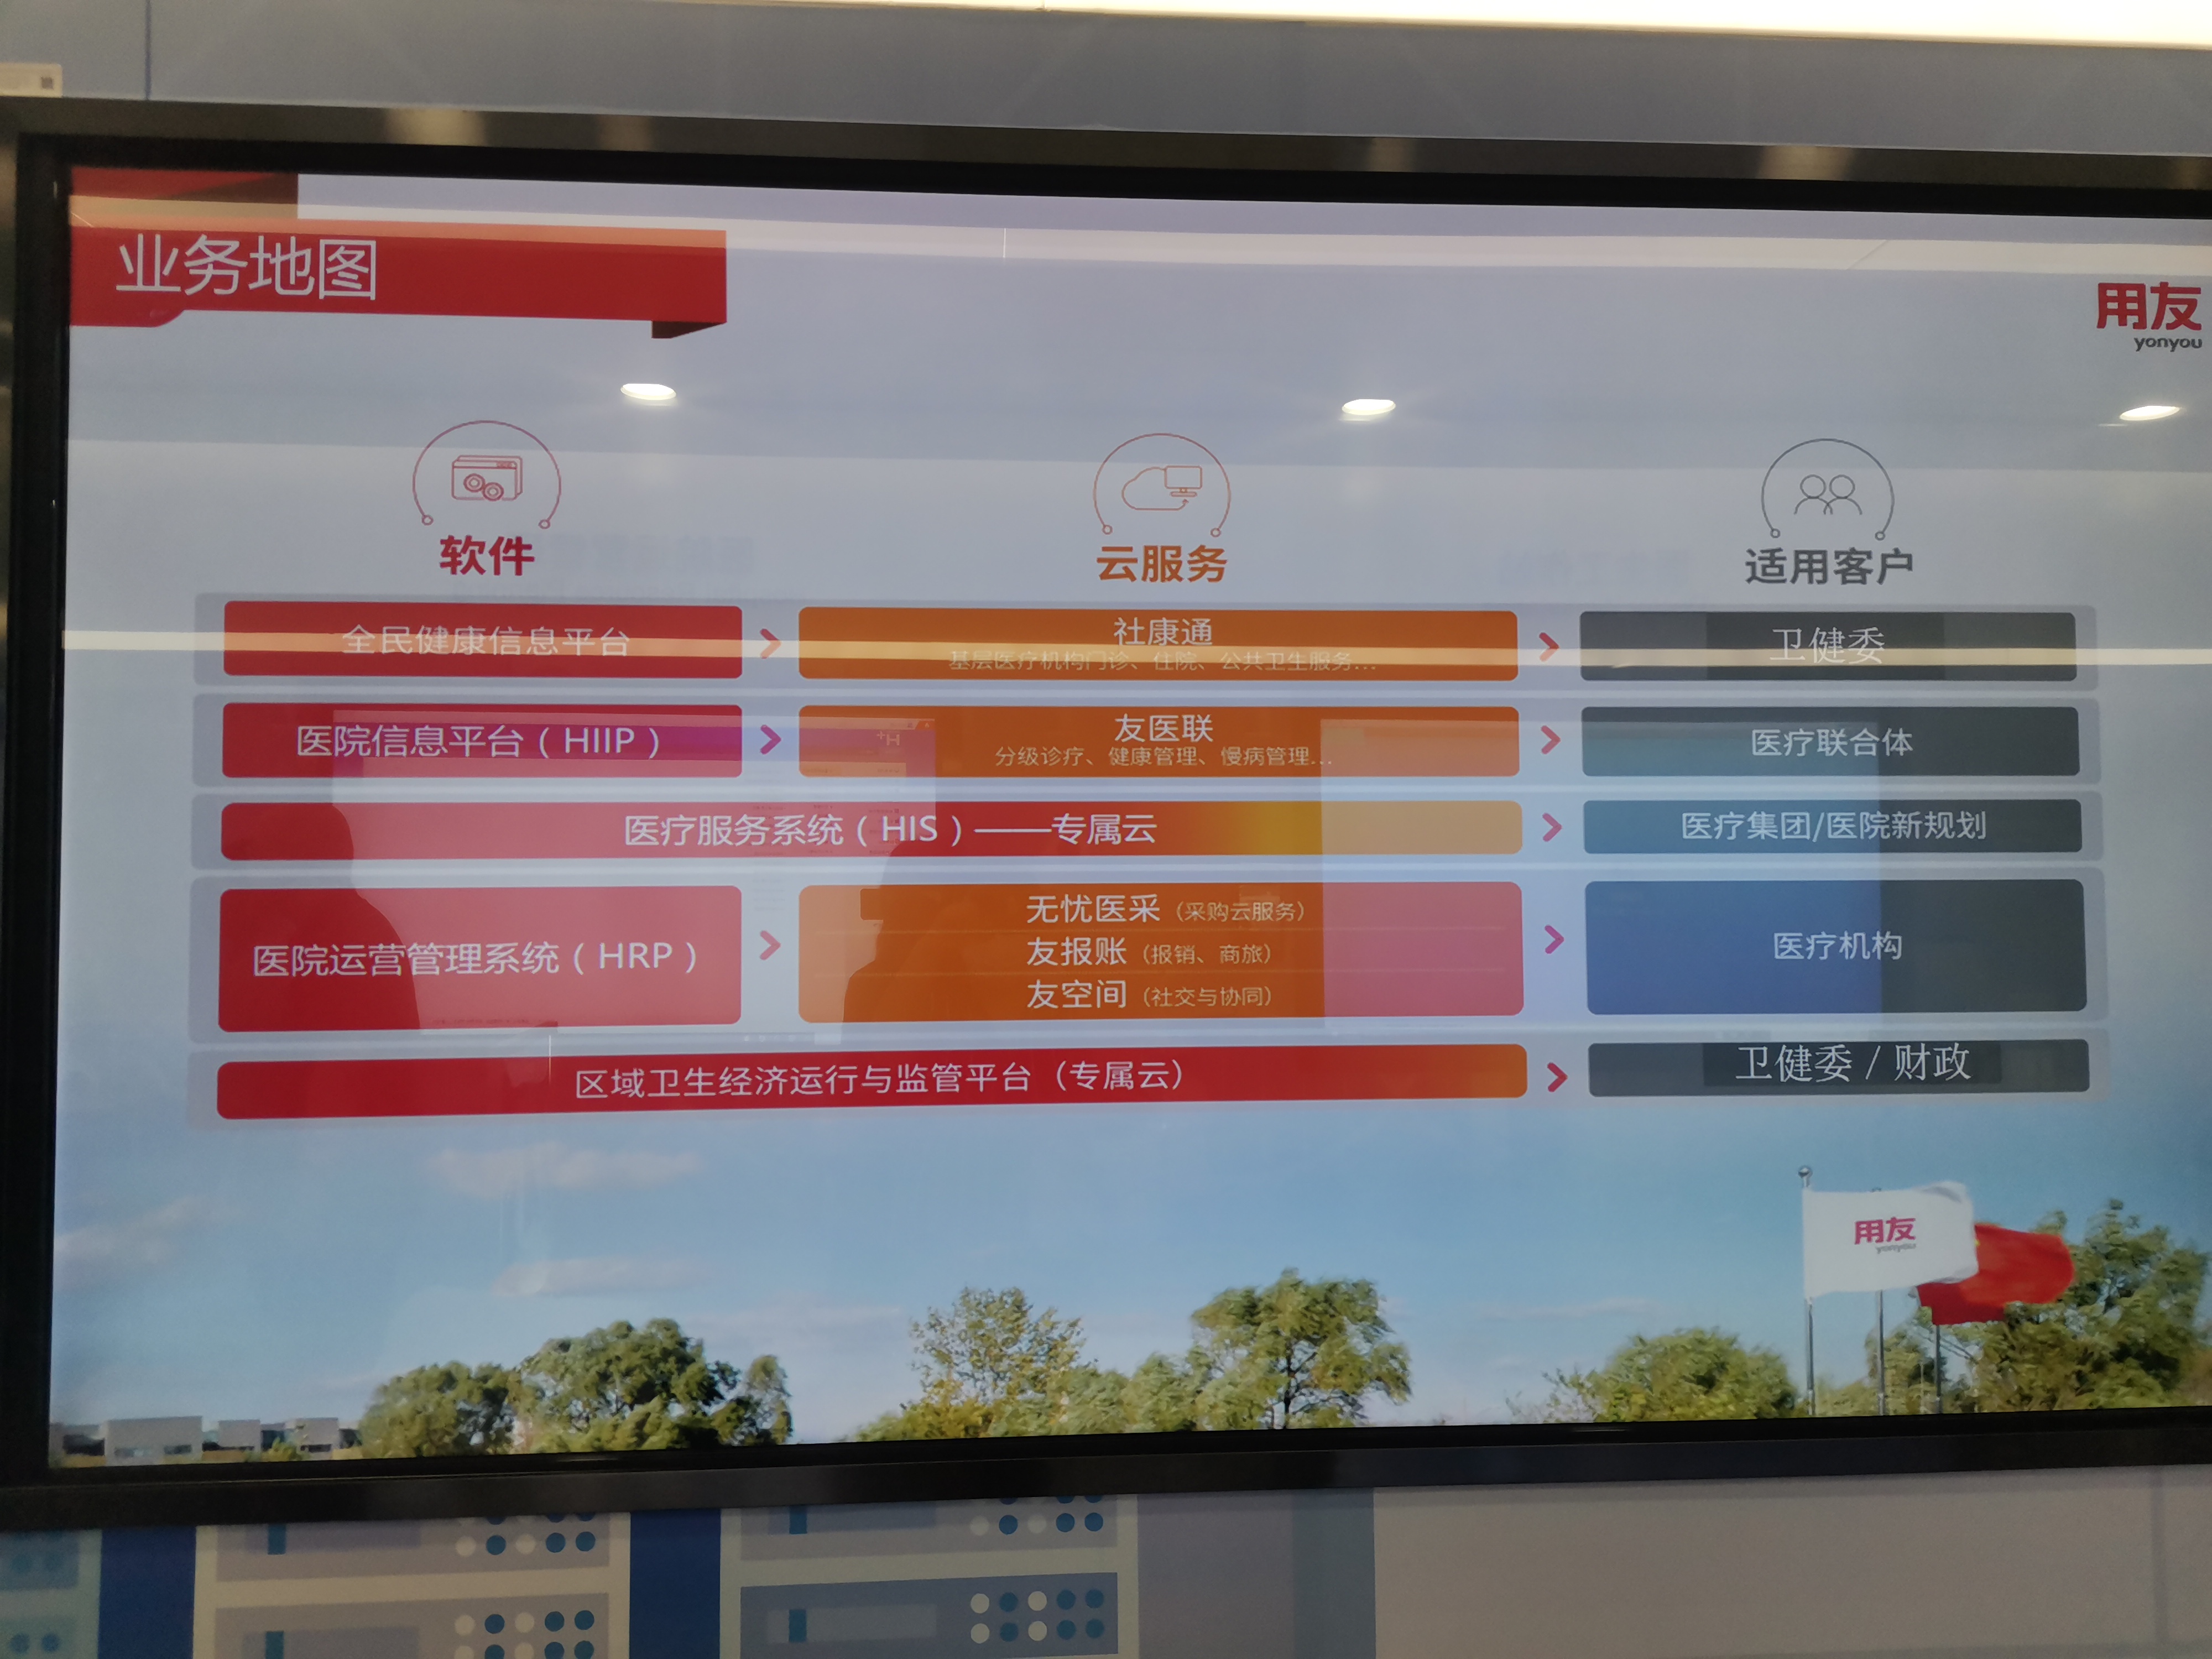 业务地图
用友
yonyou
软件
云服务
适用客户
全民健康信息平台
社康通
基层医疗机构门诊、住院、公共卫生服务...
卫健委
医院信息平台（HIIP）
友医联
分级诊疗、健康管理、慢病管理...
医疗联合体
医疗服务系统（HIS）——专属云
医疗集团/医院新规划
医院运营管理系统（HRP）
无忧医采（采购云服务）
友报账（报销、商旅）
友空间（社交与协同）
医疗机构
区域卫生经济运行与监管平台（专属云）
卫健委 / 财政
用友
yonyou